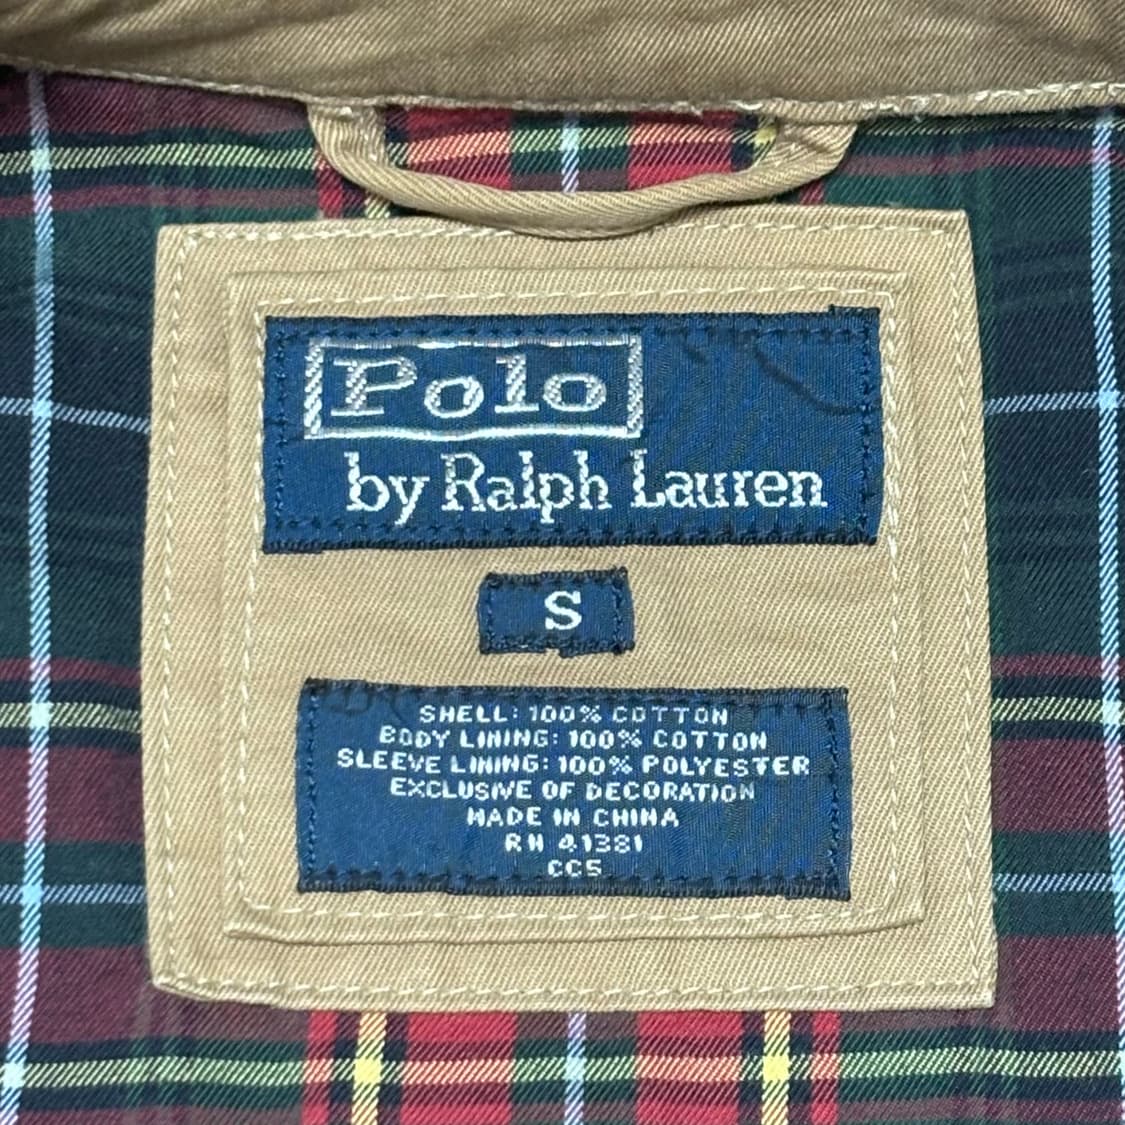 Polo
by Ralph Lauren
S
SHELL: 100% COTTON
BODY LINING: 100% COTTON
SLEEVE LINING: 100% POLYESTER
EXCLUSIVE OF DECORATION
MADE IN CHINA
RN 41381
CC5